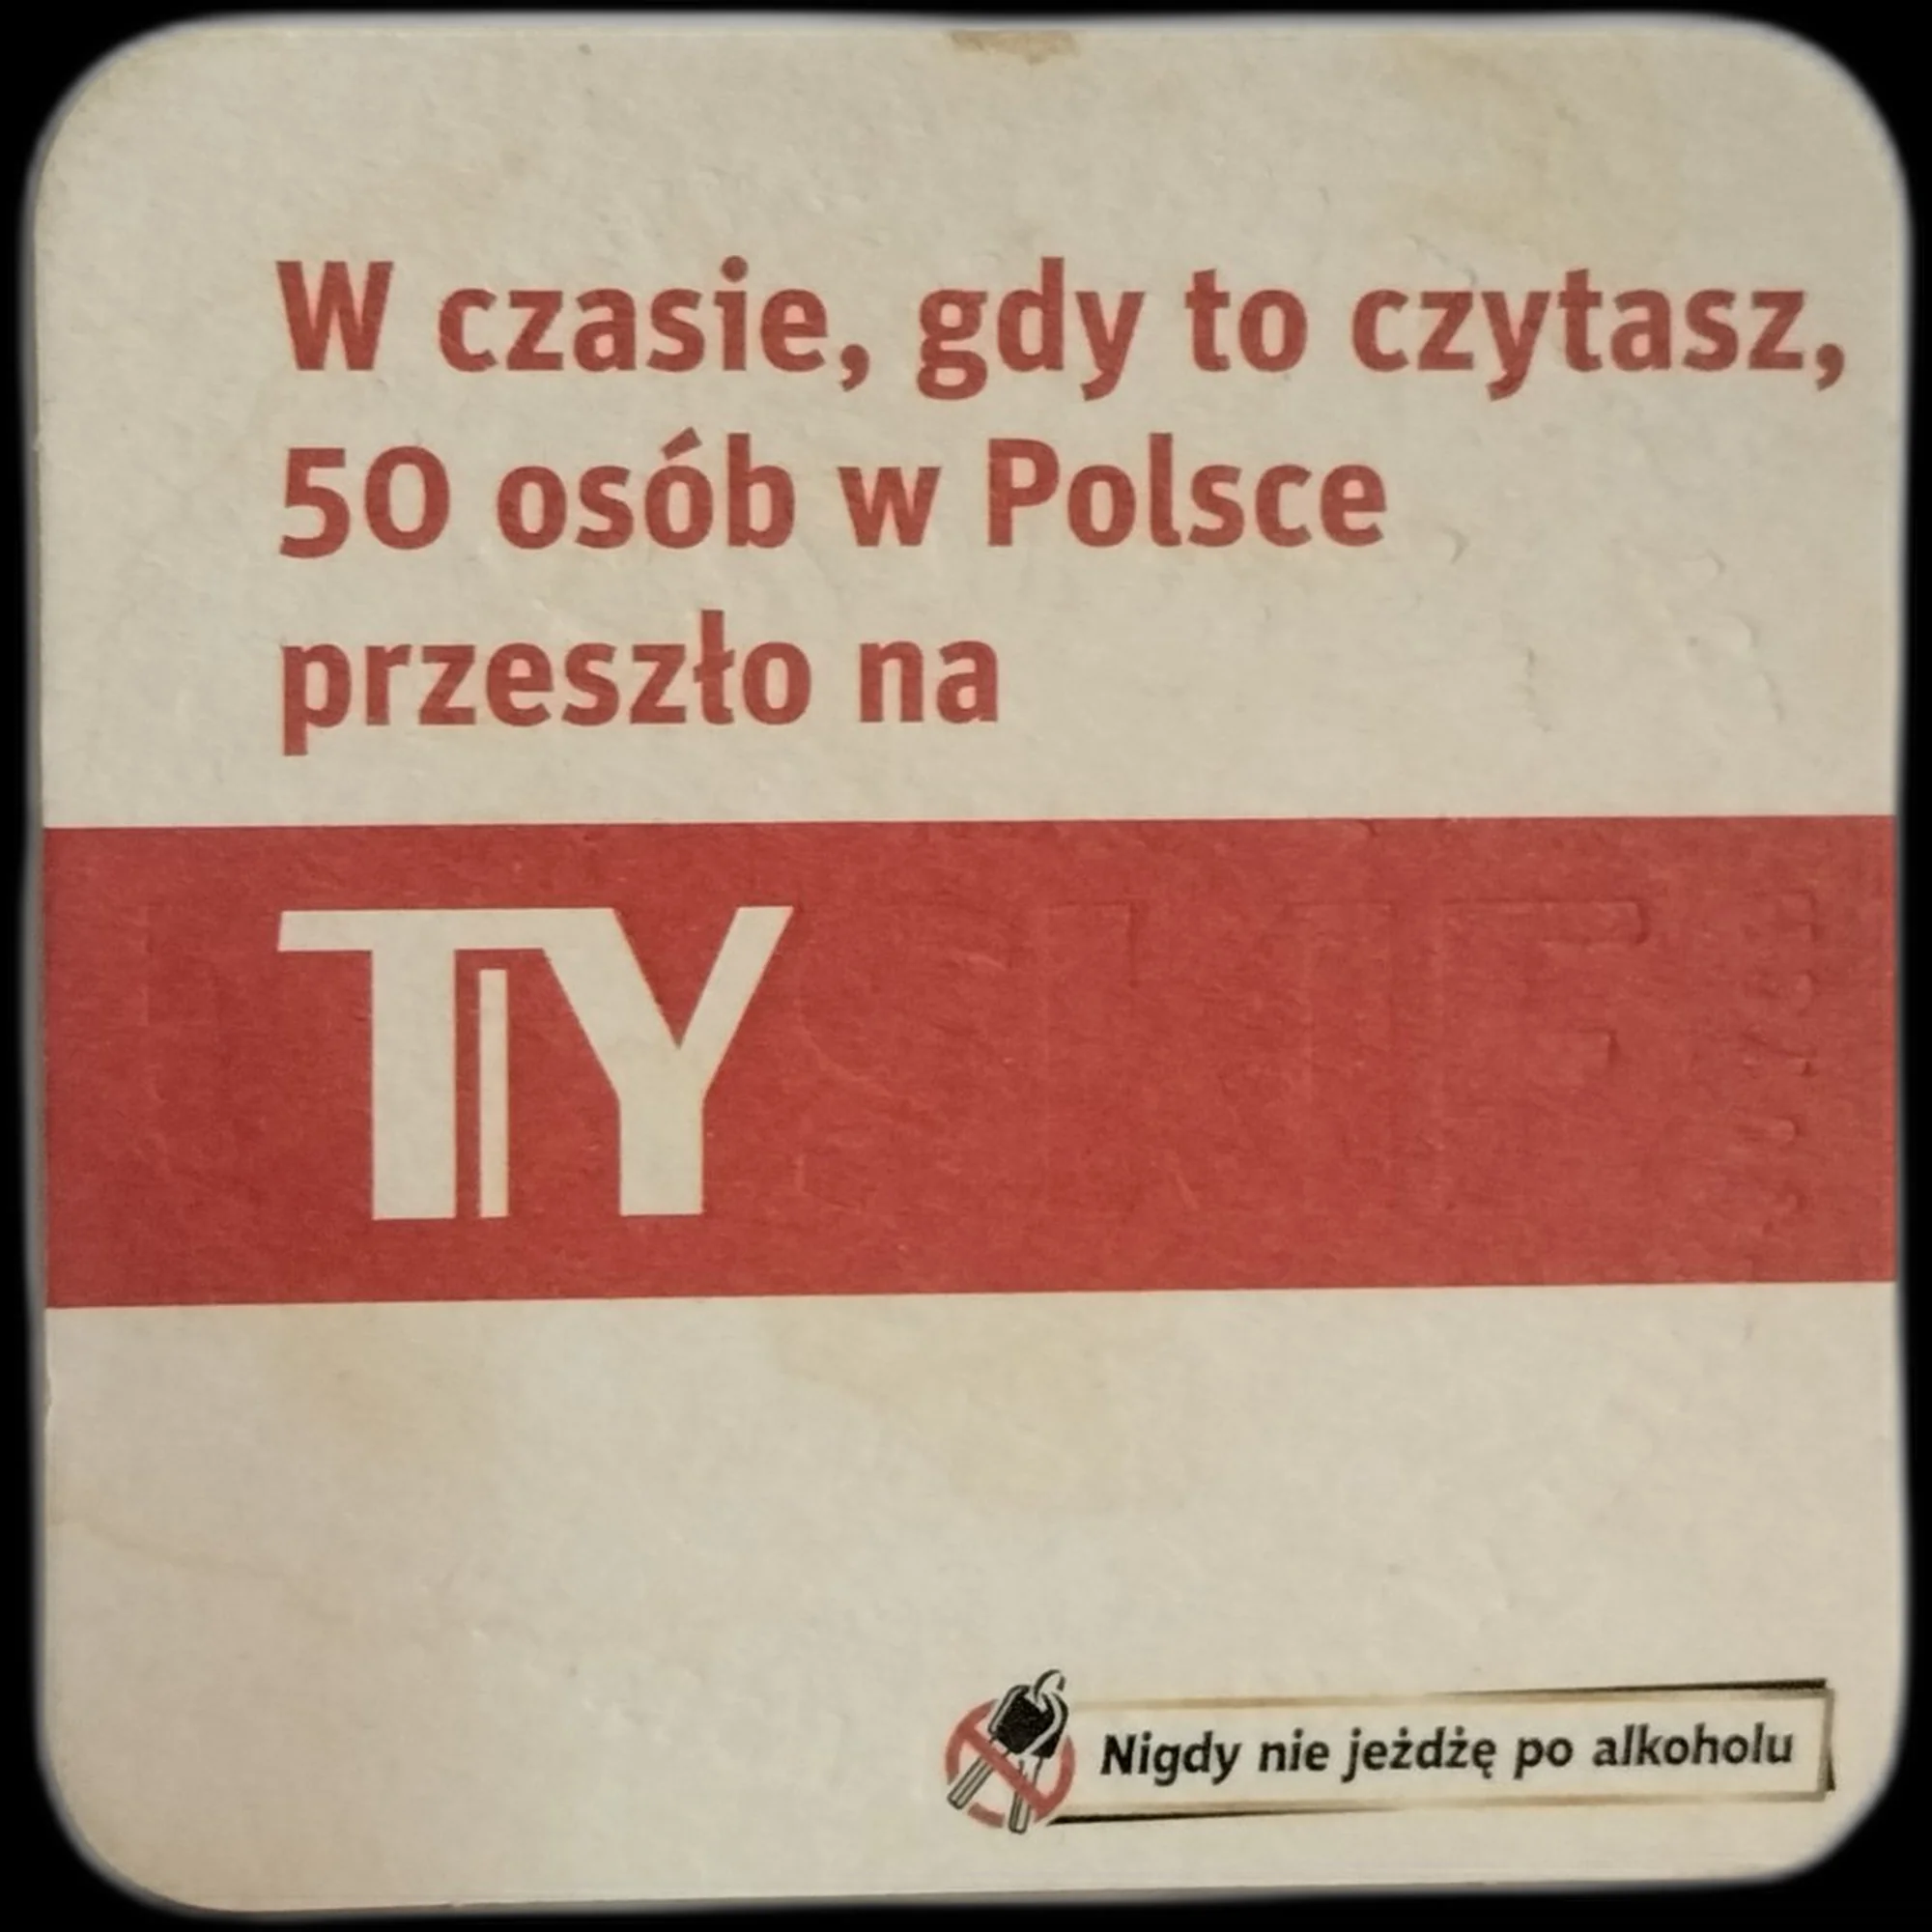 W czasie, gdy to czytasz,
50 osób w Polsce
przeszło na
TY
Nigdy nie jeżdżę po alkoholu